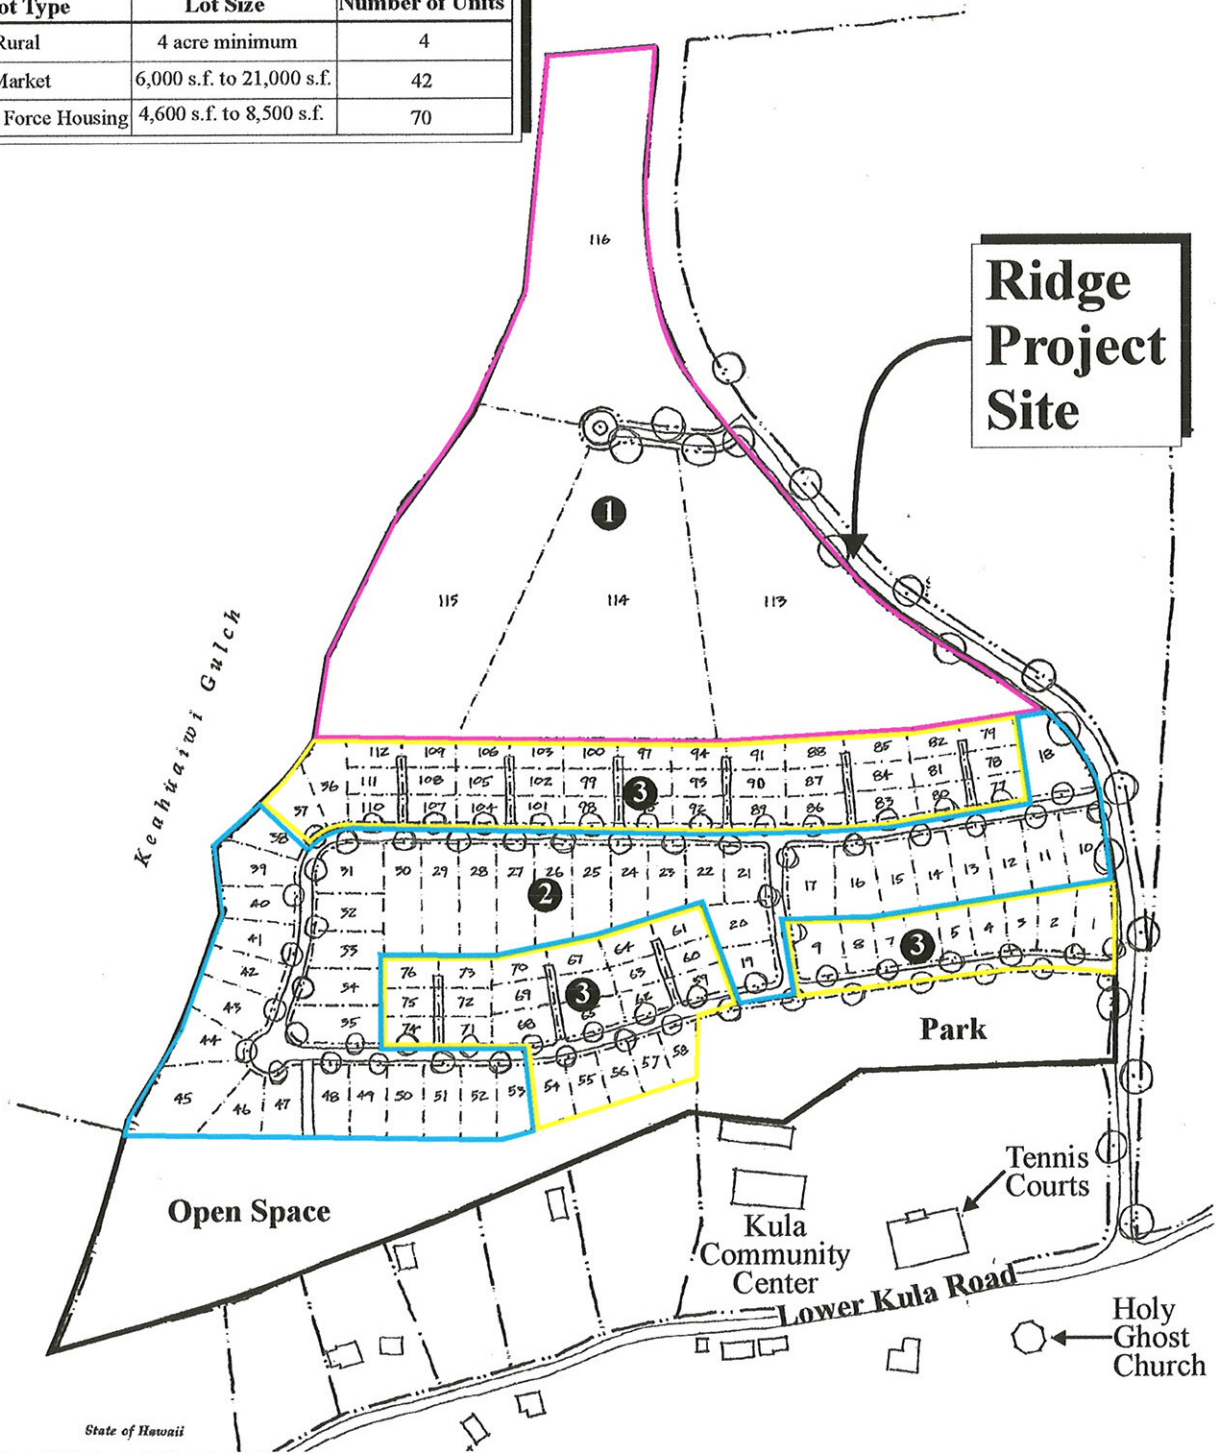 ot Type Lot Size Number of Units
Rural 4 acre minimum 4
Market 6,000 s.f. to 21,000 s.f. 42
Force Housing 4,600 s.f. to 8,500 s.f. 70
116
Ridge
Project
Site
1
115 114 113
Keahuaiwi Gulch
112 109 106 103 100 97 94 91 88 85 82 79
18
36 111 108 105 102 99 3 93 90 87 84 81 78
37 110 107 104 101 98 92 89 86 83 80 77
38
39 31 30 29 28 27 26 25 24 23 22 21 17 16 15 14 13 12 11 10
2
40 32
41 33 20 9 8 7 3 5 4 3 2 1
42 34 76 73 70 67 64 61 19
43 35 75 72 69 3 63 60
44 74 71 68 65 62 59
45 46 47 48 49 50 51 52 53 54 55 56 57 58
Park
Open Space
Tennis
Courts
Kula
Community
Center
Lower Kula Road
Holy
Ghost
Church
State of Hawaii